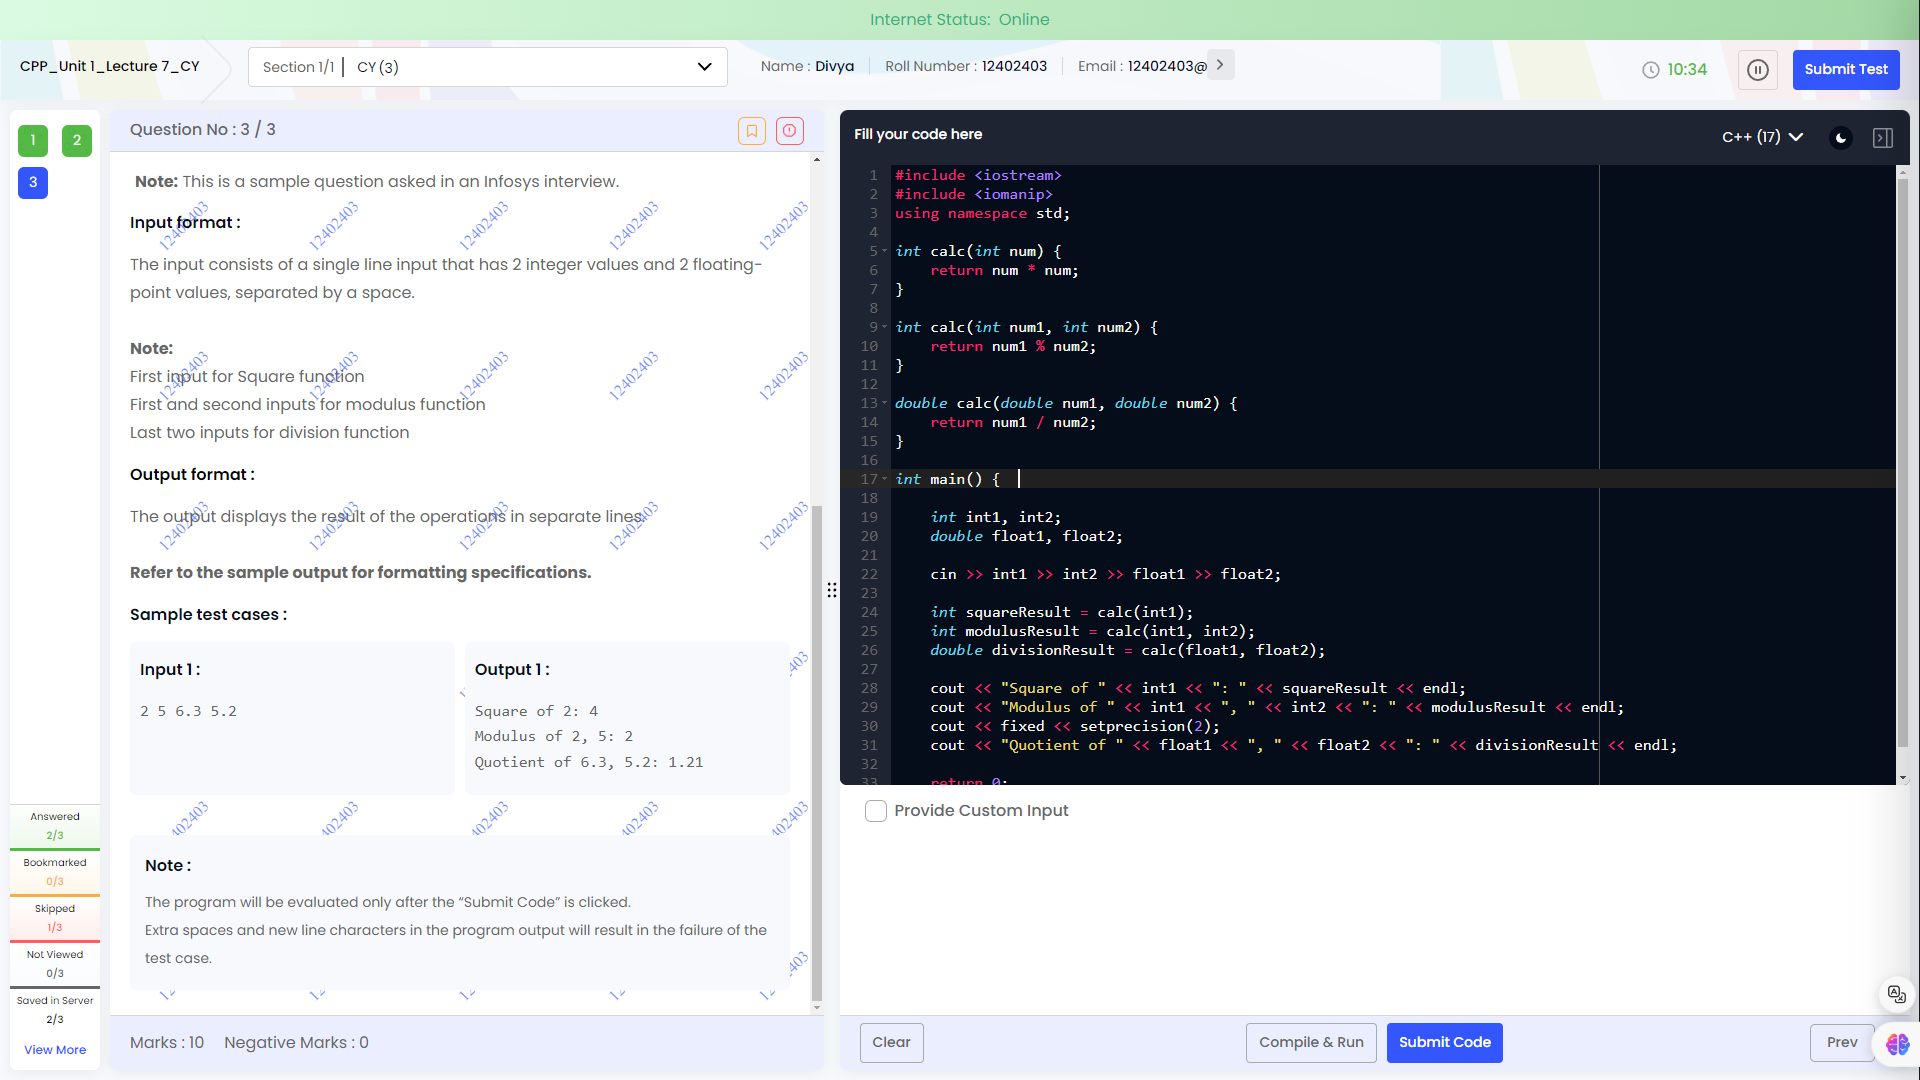 Internet Status: Online
CPP_Unit 1_Lecture 7_CY
Section 1/1 | CY (3)
Name : Divya
Roll Number : 12402403
Email : 12402403@
10:34
Submit Test
1 2
3
Question No : 3 / 3
Note: This is a sample question asked in an Infosys interview.
Input format :
The input consists of a single line input that has 2 integer values and 2 floating-
point values, separated by a space.
Note:
First input for Square function
First and second inputs for modulus function
Last two inputs for division function
Output format :
The output displays the result of the operations in separate lines.
Refer to the sample output for formatting specifications.
Sample test cases :
Input 1 :
2 5 6.3 5.2
Output 1 :
Square of 2: 4
Modulus of 2, 5: 2
Quotient of 6.3, 5.2: 1.21
Note :
The program will be evaluated only after the “Submit Code” is clicked.
Extra spaces and new line characters in the program output will result in the failure of the
test case.
12402403 12402403 12402403 12402403 12402403
12402403 12402403 12402403 12402403 12402403
12402403 12402403 12402403 12402403 12402403
Answered
2/3
Bookmarked
0/3
Skipped
1/3
Not Viewed
0/3
Saved in Server
2/3
View More
Marks : 10 Negative Marks : 0
Fill your code here
C++ (17)
1 #include <iostream>
2 #include <iomanip>
3 using namespace std;
4
5 int calc(int num) {
6     return num * num;
7 }
8
9 int calc(int num1, int num2) {
10     return num1 % num2;
11 }
12
13 double calc(double num1, double num2) {
14     return num1 / num2;
15 }
16
17 int main() {
18
19     int int1, int2;
20     double float1, float2;
21
22     cin >> int1 >> int2 >> float1 >> float2;
23
24     int squareResult = calc(int1);
25     int modulusResult = calc(int1, int2);
26     double divisionResult = calc(float1, float2);
27
28     cout << "Square of " << int1 << ": " << squareResult << endl;
29     cout << "Modulus of " << int1 << ", " << int2 << ": " << modulusResult << endl;
30     cout << fixed << setprecision(2);
31     cout << "Quotient of " << float1 << ", " << float2 << ": " << divisionResult << endl;
32
33     return 0;
Provide Custom Input
Clear
Compile & Run
Submit Code
Prev